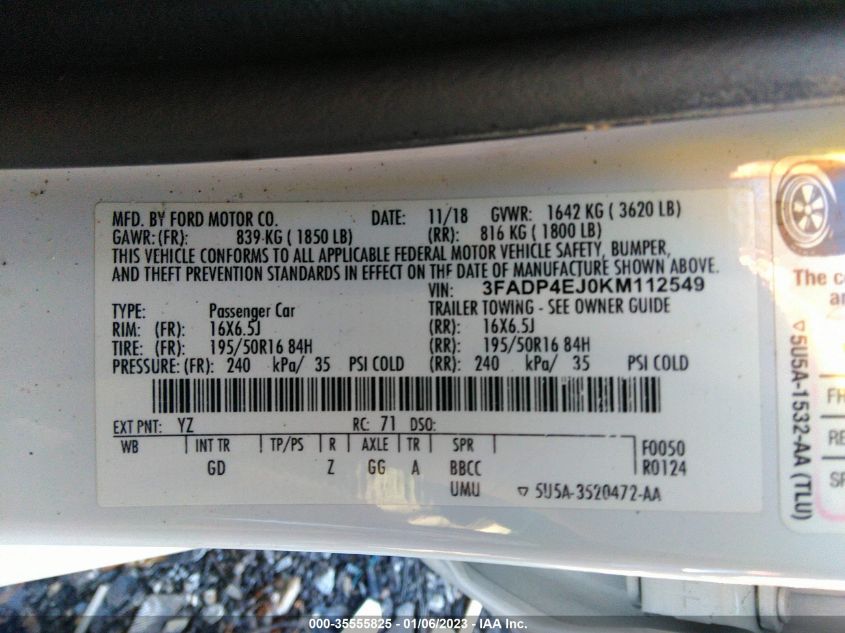 MFD. BY FORD MOTOR CO. DATE: 11/18 GVWR: 1642 KG ( 3620 LB)
GAWR: (FR): 839 KG ( 1850 LB) (RR): 816 KG ( 1800 LB)
THIS VEHICLE CONFORMS TO ALL APPLICABLE FEDERAL MOTOR VEHICLE SAFETY, BUMPER,
AND THEFT PREVENTION STANDARDS IN EFFECT ON THE DATE OF MANUFACTURE SHOWN ABOVE.
VIN: 3FADP4EJ0KM112549
TYPE: Passenger Car TRAILER TOWING - SEE OWNER GUIDE
RIM: (FR): 16X6.5J (RR): 16X6.5J
TIRE: (FR): 195/50R16 84H (RR): 195/50R16 84H
PRESSURE: (FR): 240 kPa/ 35 PSI COLD (RR): 240 kPa/ 35 PSI COLD
EXT PNT: YZ RC: 71 DSO:
WB INT TR TP/PS R AXLE TR SPR F0050
GD Z GG A BBCC R0124
UMU ▽ 5U5A-3520472-AA
▽ 5U5A-1532-AA (TLU)
The co
an
FR
RE
SP
000-35555825 - 01/06/2023 - IAA Inc.